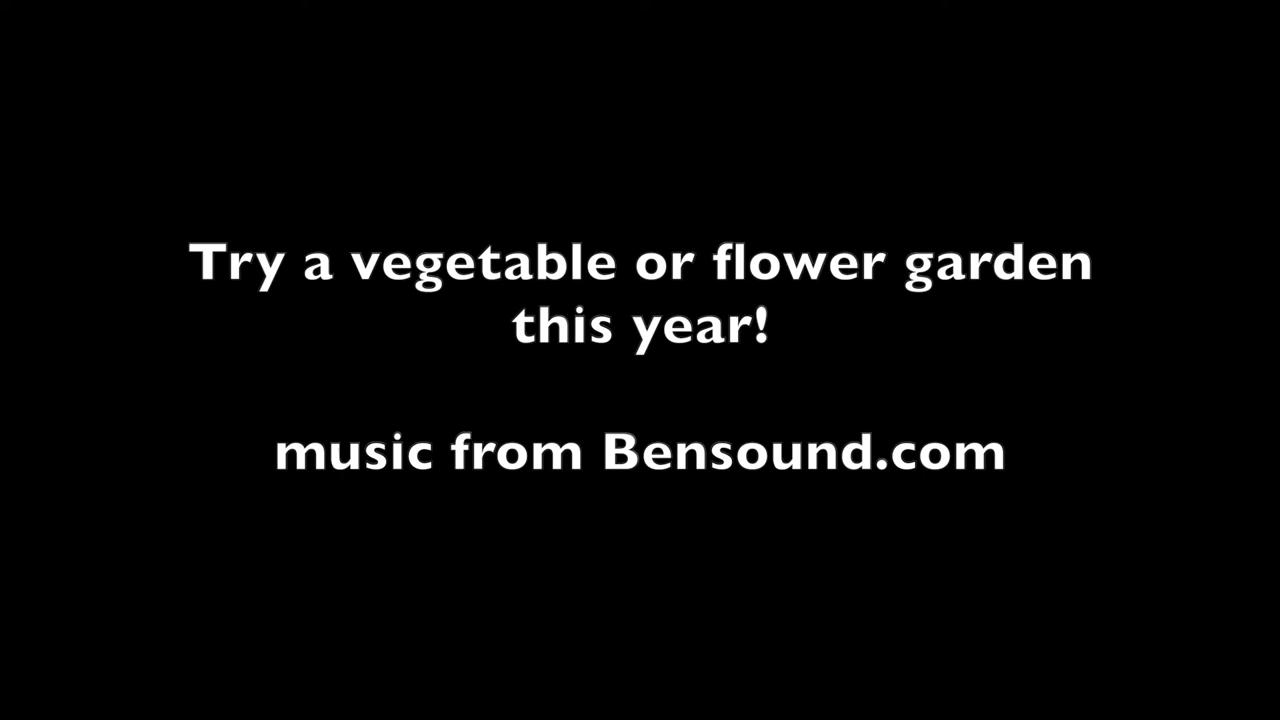 Try a vegetable or flower garden
this year!
music from Bensound.com